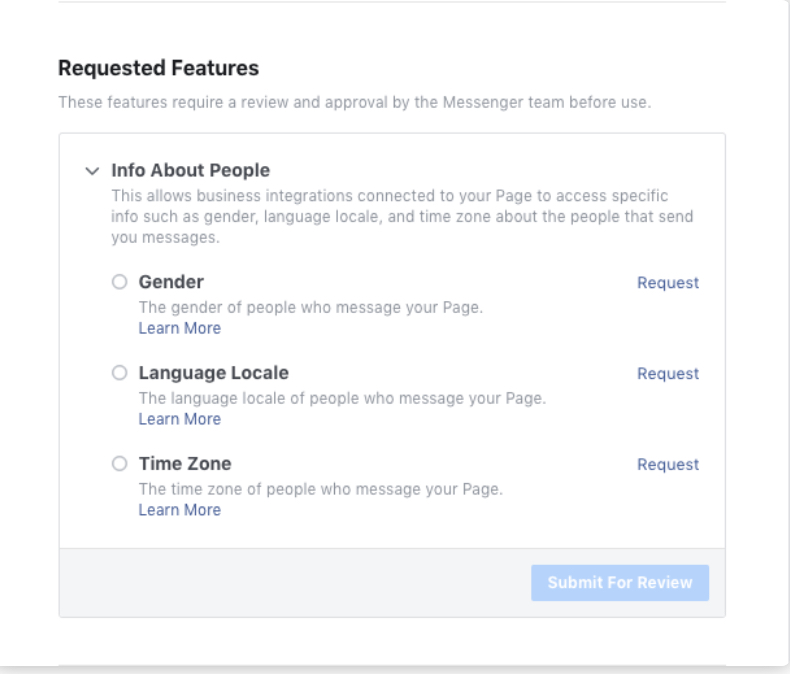 Requested Features
These features require a review and approval by the Messenger team before use.
Info About People
This allows business integrations connected to your Page to access specific
info such as gender, language locale, and time zone about the people that send
you messages.
Gender
Request
The gender of people who message your Page.
Learn More
Language Locale
Request
The language locale of people who message your Page.
Learn More
Time Zone
Request
The time zone of people who message your Page.
Learn More
Submit For Review